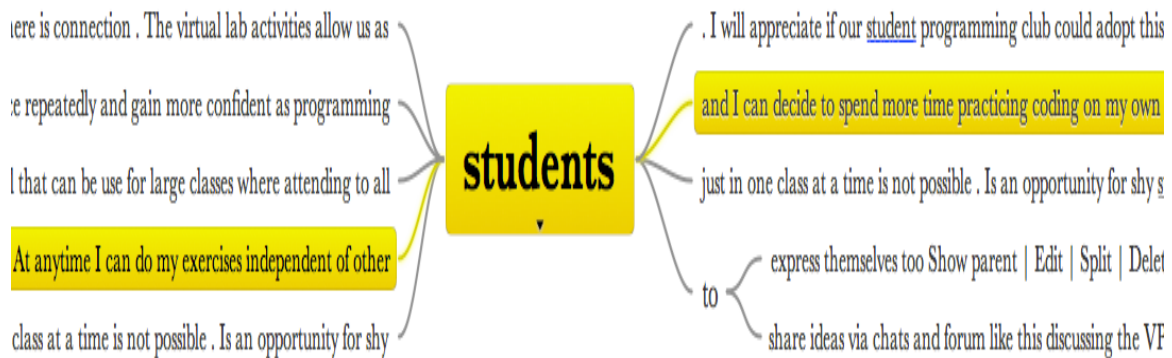 here is connection . The virtual lab activities allow us as
repeatedly and gain more confident as programming
that can be use for large classes where attending to all
At anytime I can do my exercises independent of other
class at a time is not possible . Is an opportunity for shy
students
. I will appreciate if our student programming club could adopt this
and I can decide to spend more time practicing coding on my own
just in one class at a time is not possible . Is an opportunity for shy
to
express themselves too Show parent | Edit | Split | Delet
share ideas via chats and forum like this discussing the